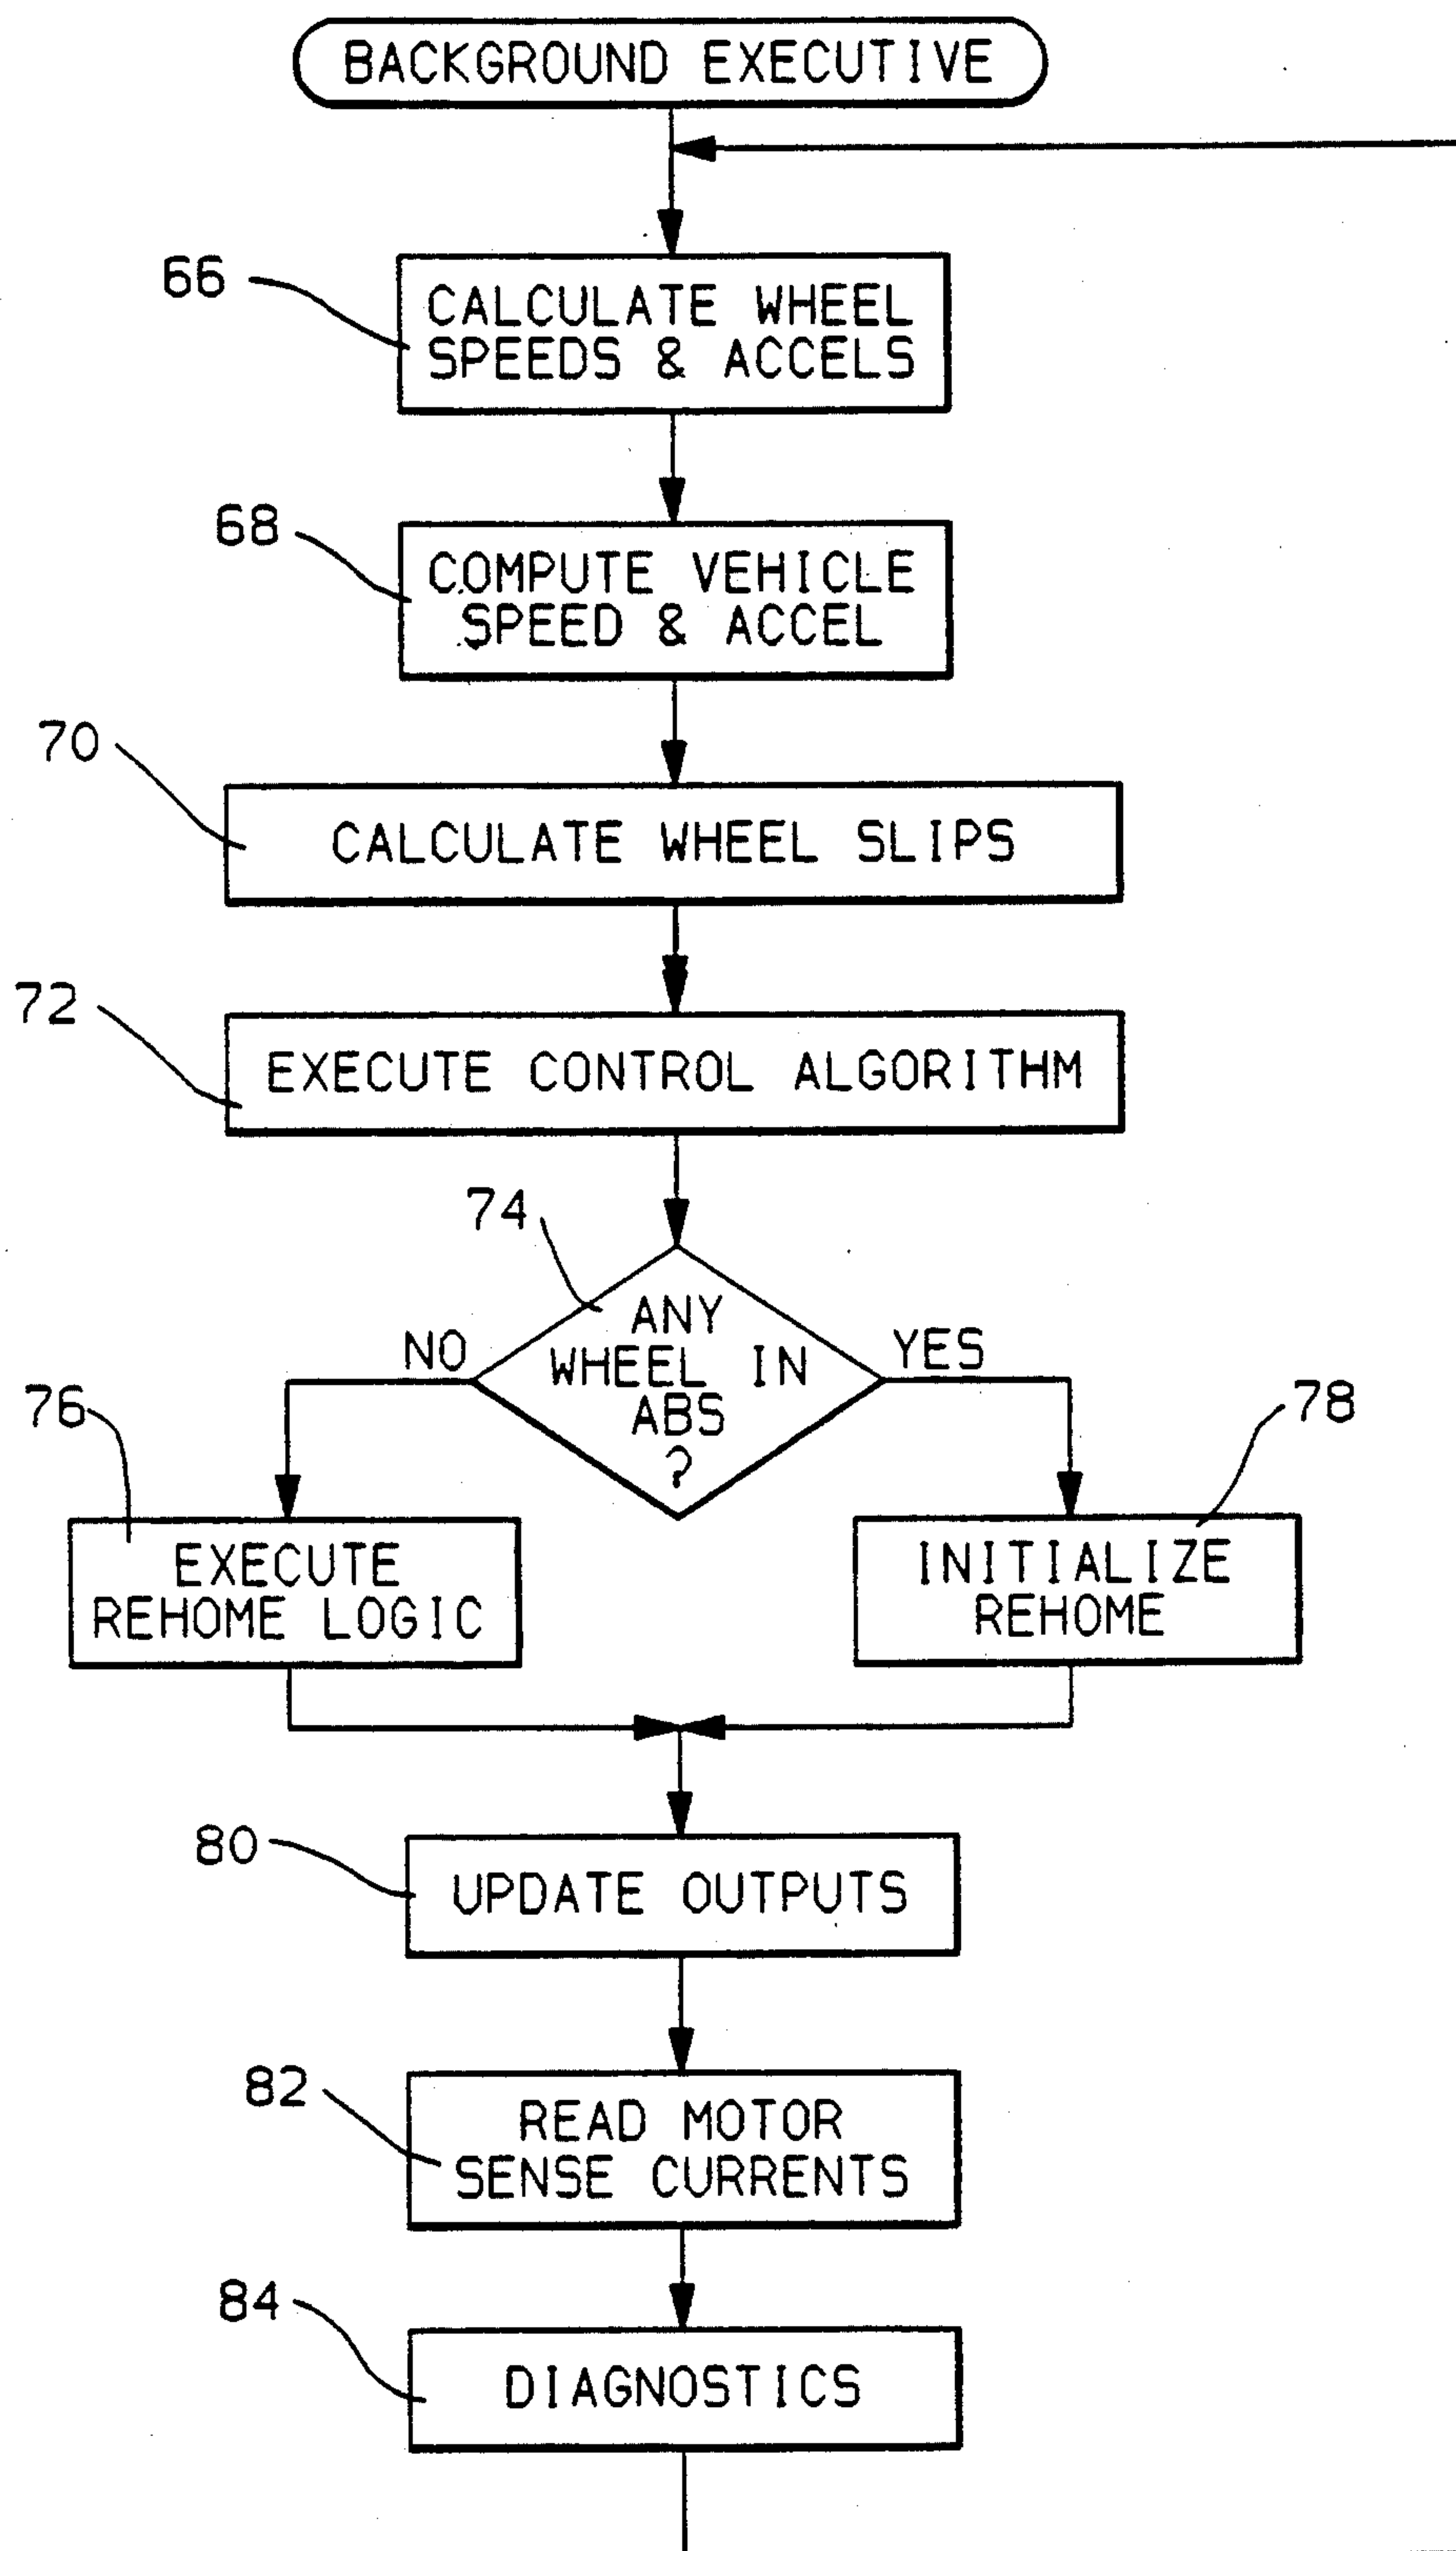 BACKGROUND EXECUTIVE
66
CALCULATE WHEEL
SPEEDS & ACCELS
68
COMPUTE VEHICLE
SPEED & ACCEL
70
CALCULATE WHEEL SLIPS
72
EXECUTE CONTROL ALGORITHM
74
ANY
WHEEL IN
ABS
?
NO
YES
76
EXECUTE
REHOME LOGIC
78
INITIALIZE
REHOME
80
UPDATE OUTPUTS
82
READ MOTOR
SENSE CURRENTS
84
DIAGNOSTICS